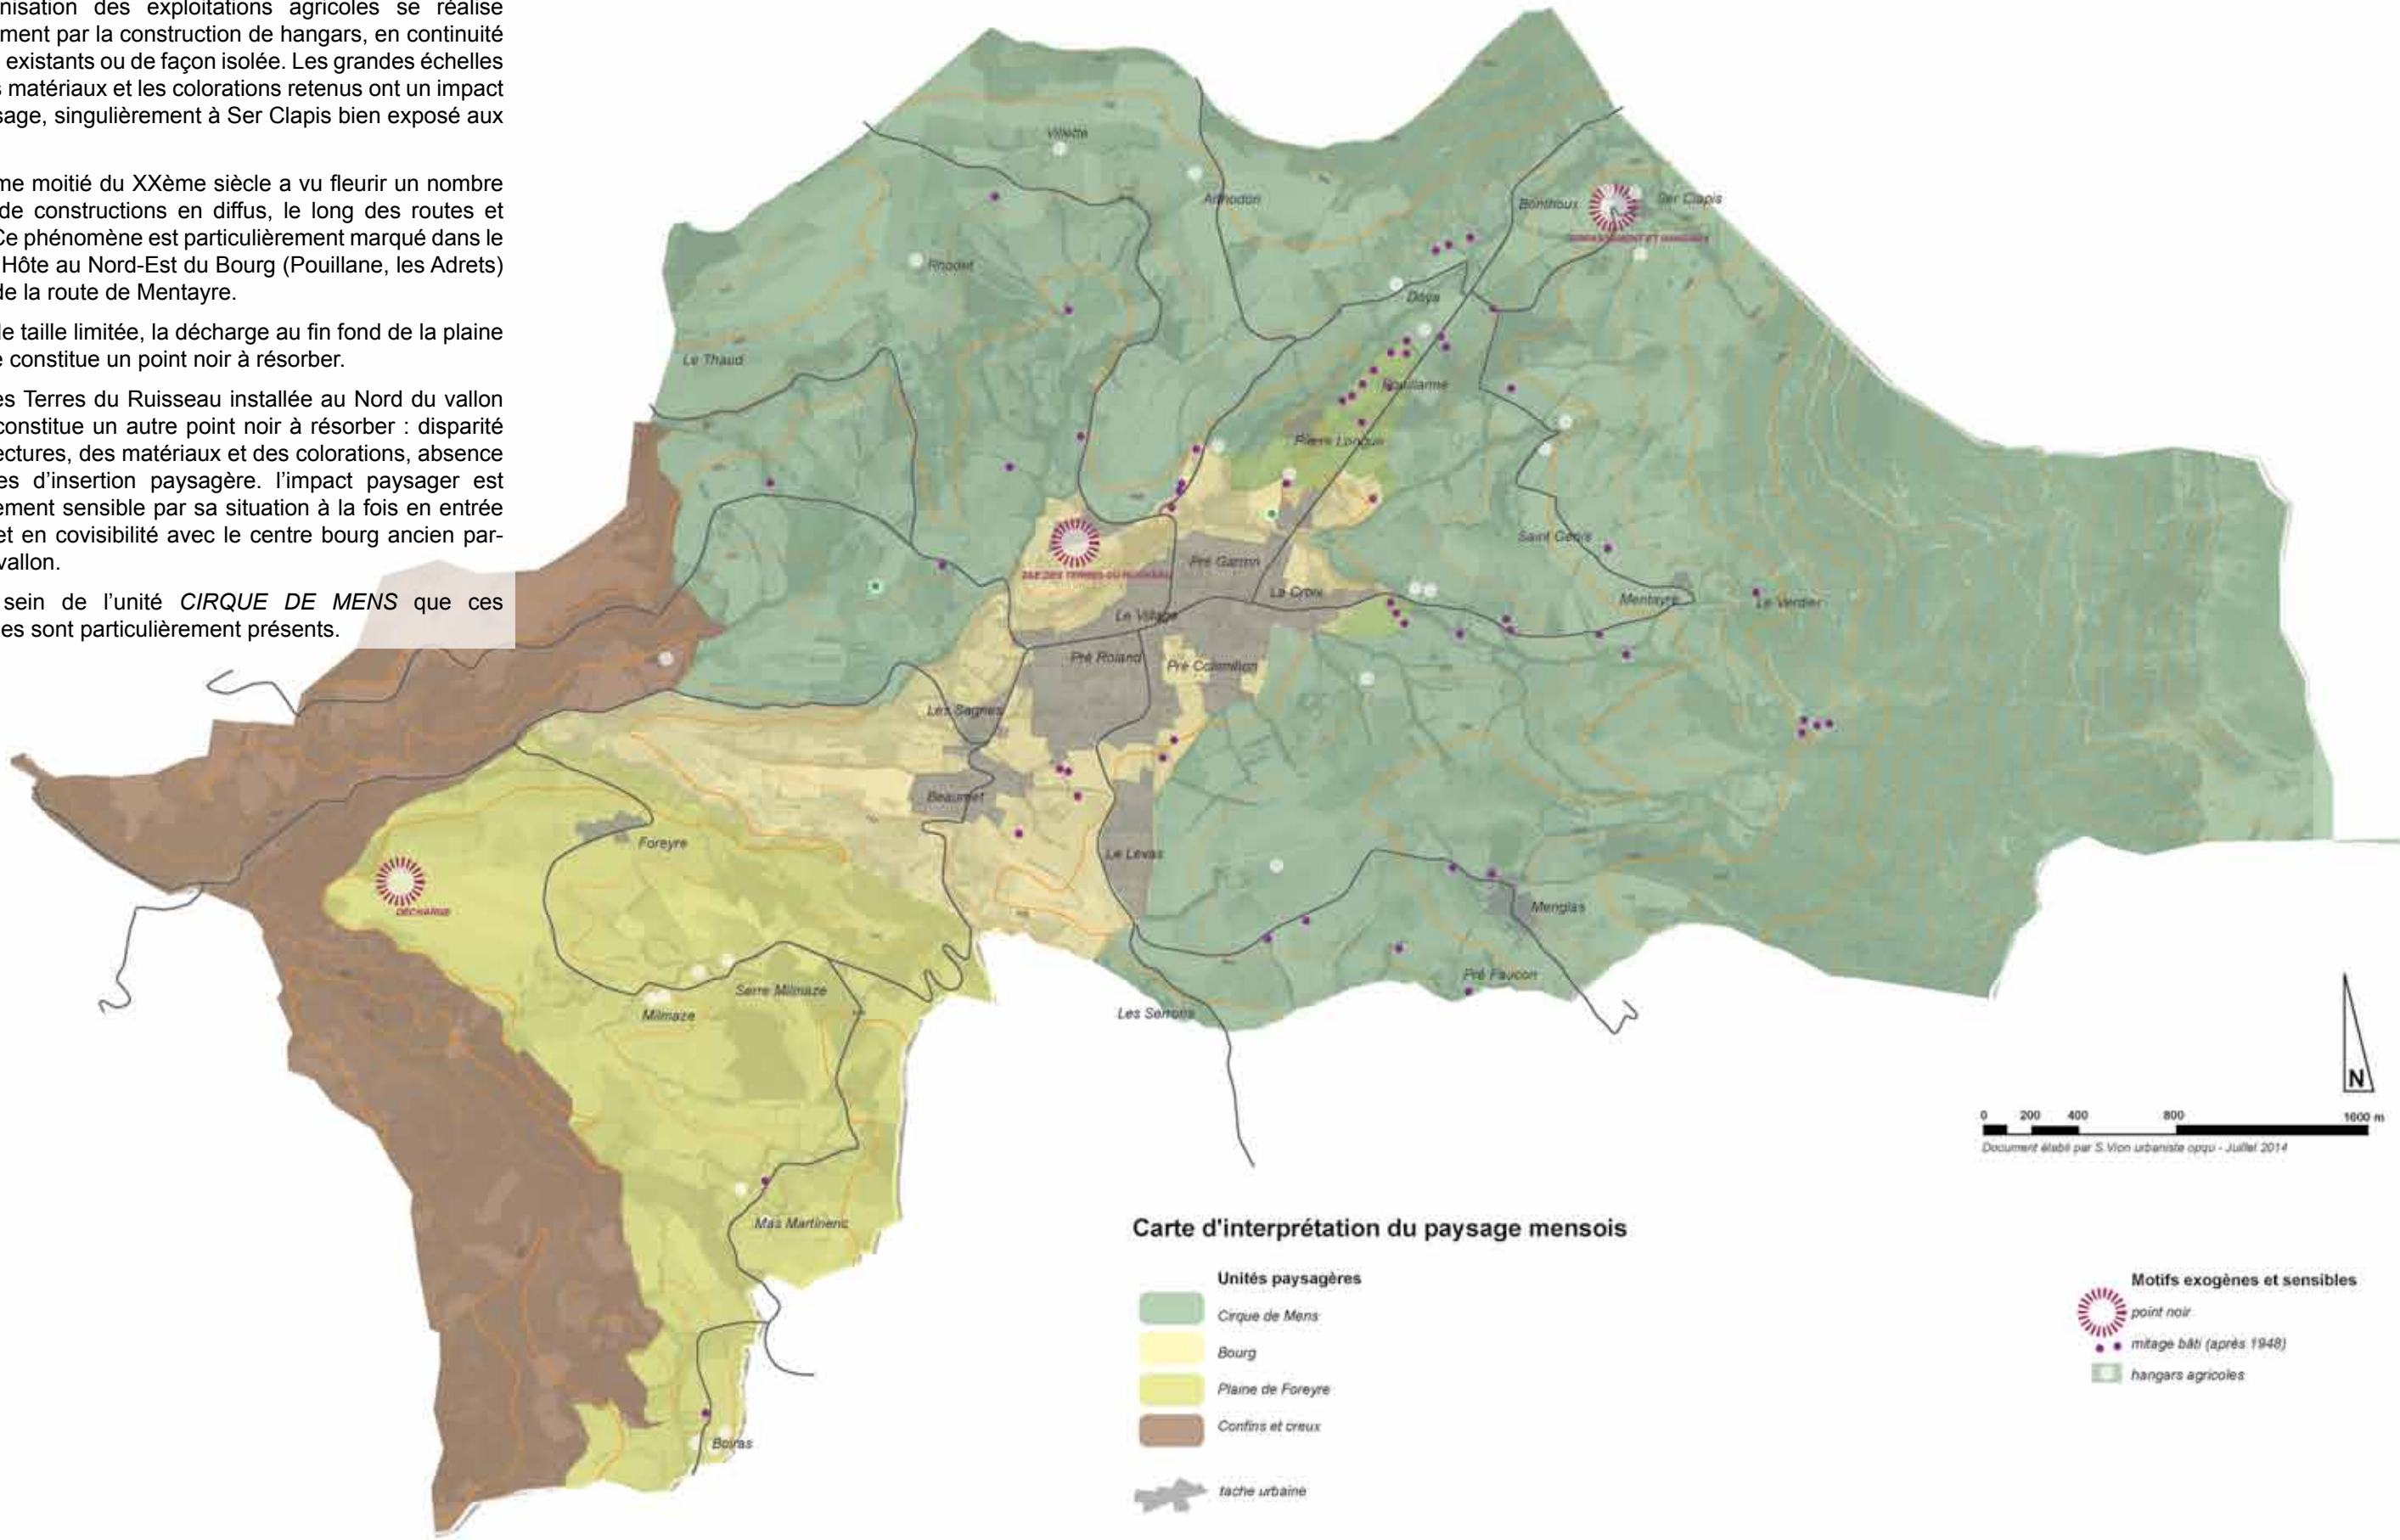 nisation des exploitations agricoles se réalise
ment par la construction de hangars, en continuité
existants ou de façon isolée. Les grandes échelles
s matériaux et les colorations retenus ont un impact
sage, singulièrement à Ser Clapis bien exposé aux
me moitié du XXème siècle a vu fleurir un nombre
de constructions en diffus, le long des routes et
Ce phénomène est particulièrement marqué dans le
Hôte au Nord-Est du Bourg (Pouillane, les Adrets)
de la route de Mentayre.
de taille limitée, la décharge au fin fond de la plaine
e constitue un point noir à résorber.
es Terres du Ruisseau installée au Nord du vallon
constitue un autre point noir à résorber : disparité
ectures, des matériaux et des colorations, absence
es d'insertion paysagère. l'impact paysager est
ement sensible par sa situation à la fois en entrée
et en covisibilité avec le centre bourg ancien par-
vallon.
sein de l'unité CIRQUE DE MENS que ces
es sont particulièrement présents.
Villette
Bonthoux
Ser Clapis
Doya
Le Thaud
Pierre Longue
Saint Genis
Pré Garron
La Croix
ZAE DES TERRES DU RUISSEAU
Le Village
Mentayre
Le Verdier
Pré Roland
Les Sagnes
Beaumet
Foreyre
Le Levas
DÉCHARGE
Menglas
Pré Faucon
Serre Milmaze
Milmaze
Les Serrons
Mas Martinenc
Boiras
N
0 200 400 800 1600 m
Document établi par S.Vion urbaniste opqu - Juillet 2014
Carte d'interprétation du paysage mensois
Unités paysagères
Cirque de Mens
Bourg
Plaine de Foreyre
Confins et creux
tache urbaine
Motifs exogènes et sensibles
point noir
mitage bâti (après 1948)
hangars agricoles